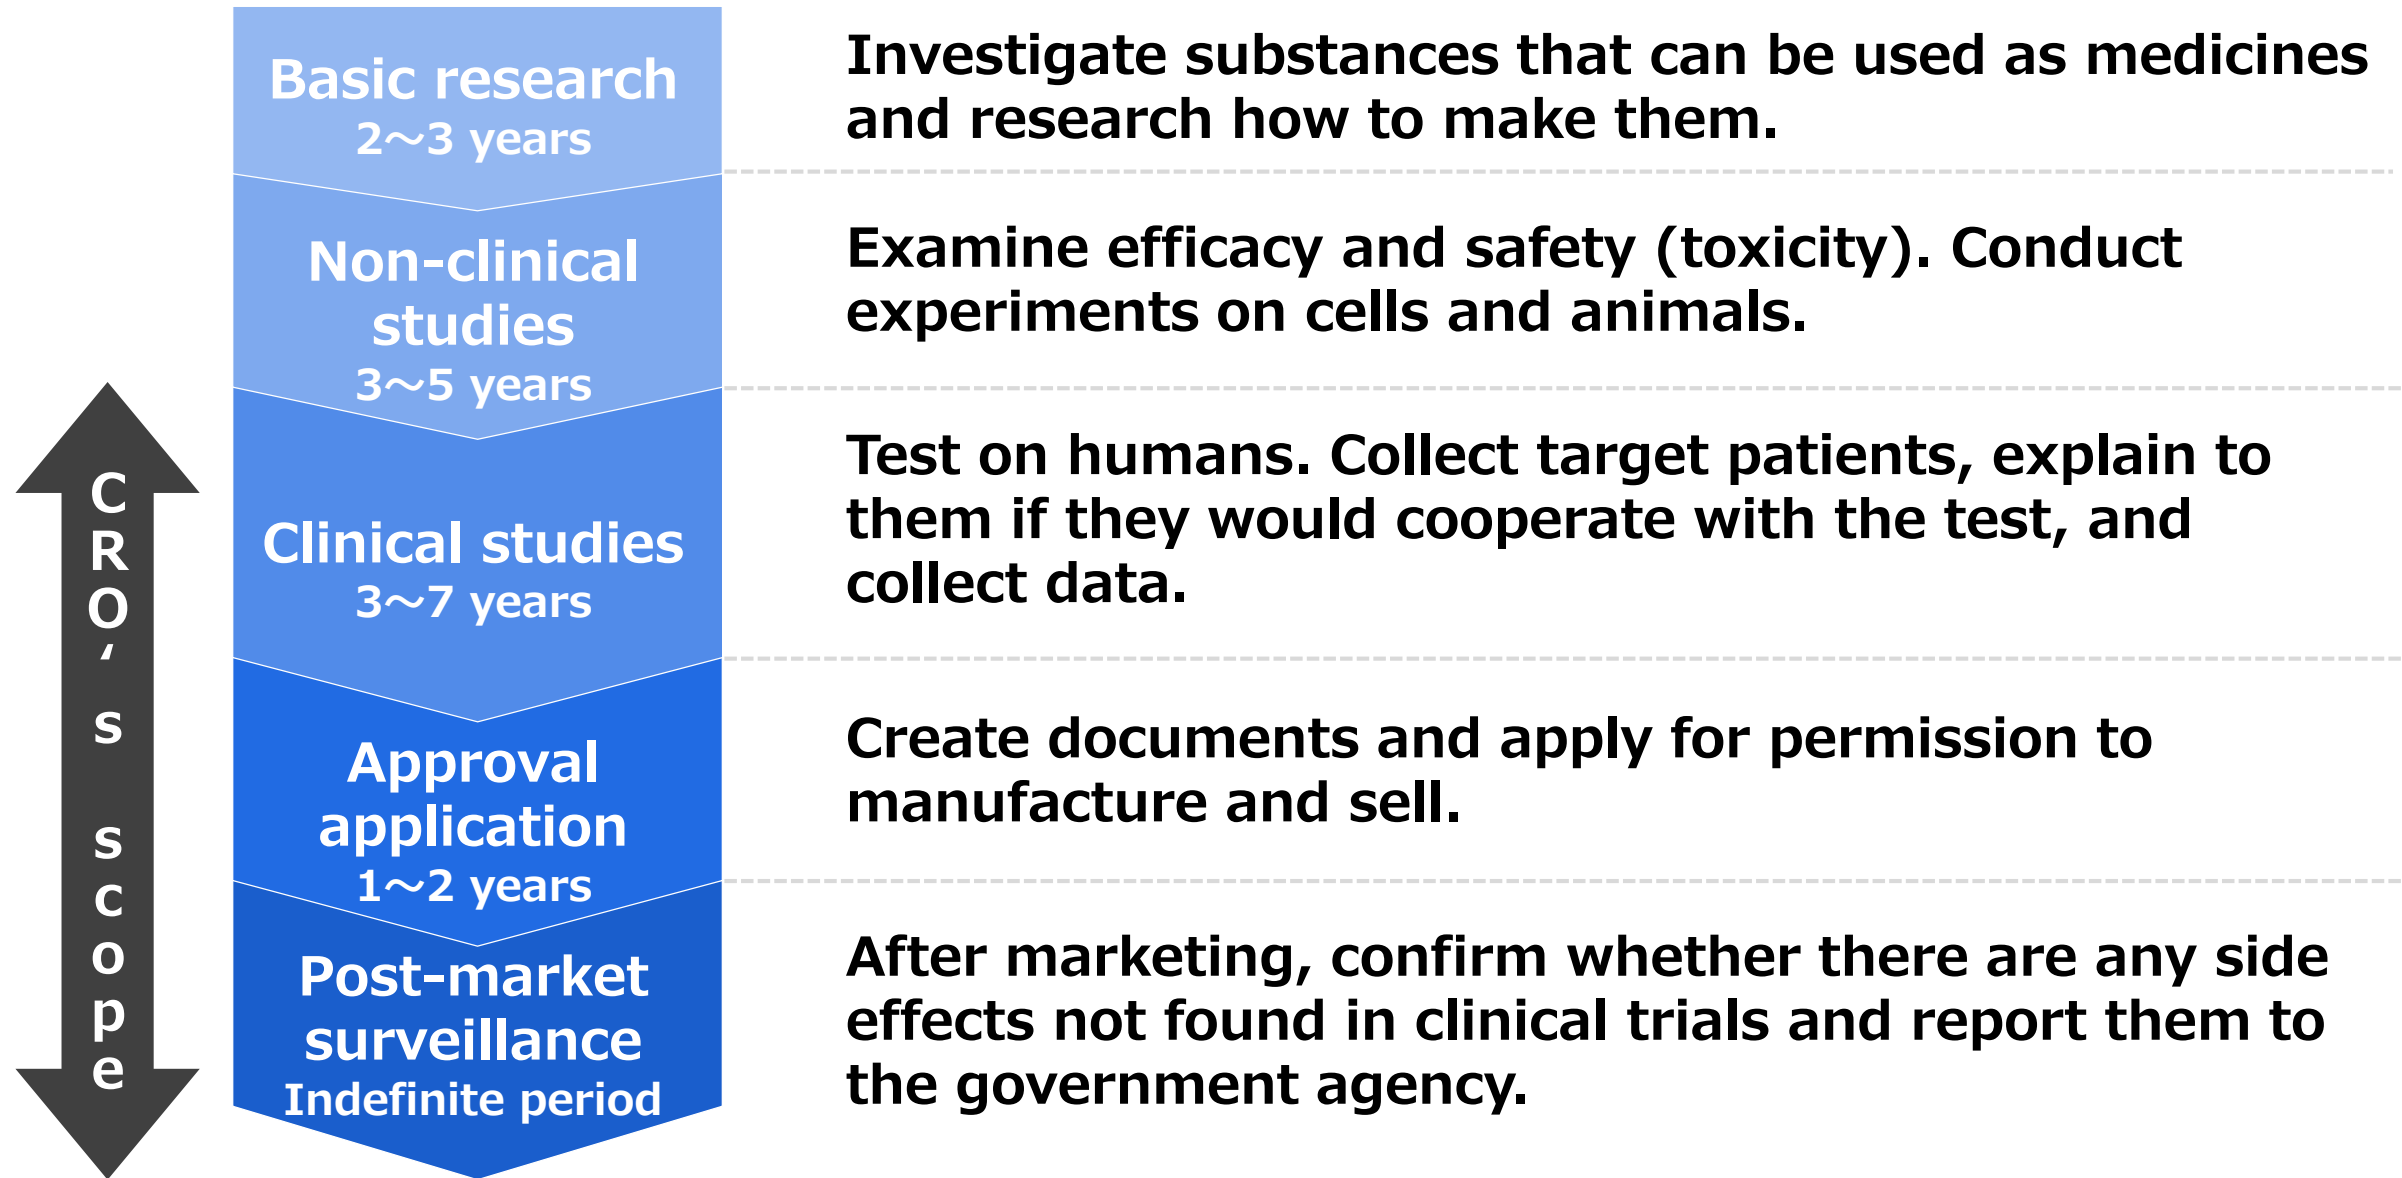 Basic research
2～3 years
Investigate substances that can be used as medicines
and research how to make them.
Non-clinical
studies
3～5 years
Examine efficacy and safety (toxicity). Conduct
experiments on cells and animals.
Clinical studies
3～7 years
Test on humans. Collect target patients, explain to
them if they would cooperate with the test, and
collect data.
Approval
application
1～2 years
Create documents and apply for permission to
manufacture and sell.
Post-market
surveillance
Indefinite period
After marketing, confirm whether there are any side
effects not found in clinical trials and report them to
the government agency.
CRO‘s scope